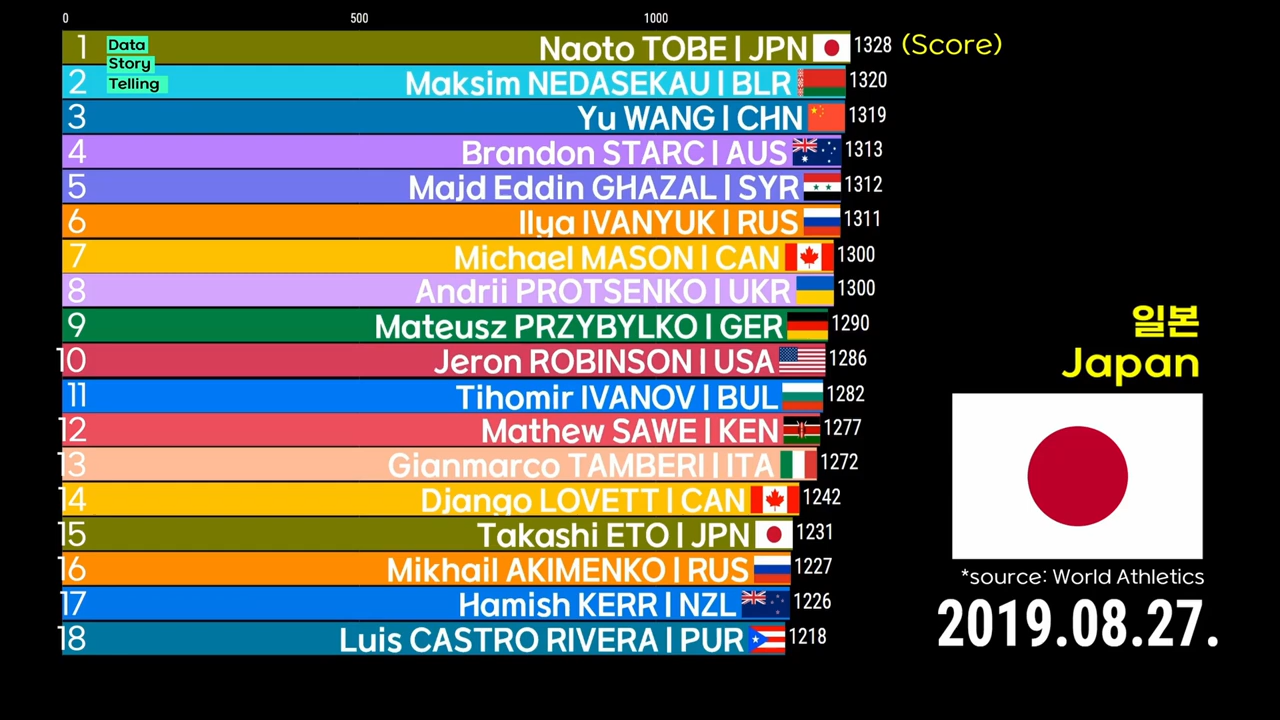 0 500 1000
1 Data Story Telling Naoto TOBE | JPN 1328 (Score)
2 Maksim NEDASEKAU | BLR 1320
3 Yu WANG | CHN 1319
4 Brandon STARC | AUS 1313
5 Majd Eddin GHAZAL | SYR 1312
6 Ilya IVANYUK | RUS 1311
7 Michael MASON | CAN 1300
8 Andrii PROTSENKO | UKR 1300
9 Mateusz PRZYBYLKO | GER 1290
10 Jeron ROBINSON | USA 1286
11 Tihomir IVANOV | BUL 1282
12 Mathew SAWE | KEN 1277
13 Gianmarco TAMBERI | ITA 1272
14 Django LOVETT | CAN 1242
15 Takashi ETO | JPN 1231
16 Mikhail AKIMENKO | RUS 1227
17 Hamish KERR | NZL 1226
18 Luis CASTRO RIVERA | PUR 1218
일본
Japan
*source: World Athletics
2019.08.27.